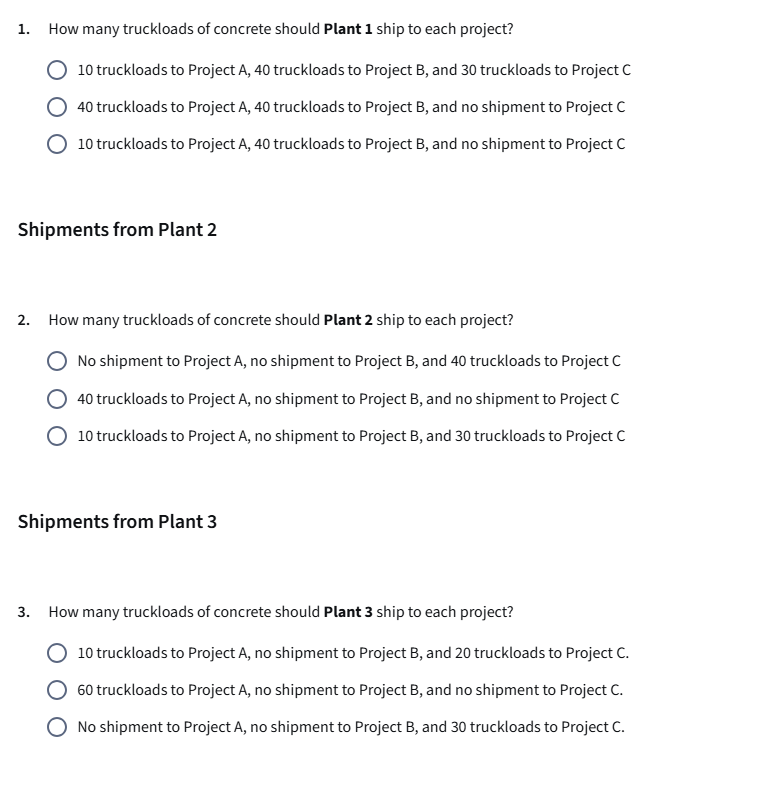 1. How many truckloads of concrete should Plant 1 ship to each project?
10 truckloads to Project A, 40 truckloads to Project B, and 30 truckloads to Project C
40 truckloads to Project A, 40 truckloads to Project B, and no shipment to Project C
10 truckloads to Project A, 40 truckloads to Project B, and no shipment to Project C
Shipments from Plant 2
2. How many truckloads of concrete should Plant 2 ship to each project?
No shipment to Project A, no shipment to Project B, and 40 truckloads to Project C
40 truckloads to Project A, no shipment to Project B, and no shipment to Project C
10 truckloads to Project A, no shipment to Project B, and 30 truckloads to Project C
Shipments from Plant 3
3. How many truckloads of concrete should Plant 3 ship to each project?
10 truckloads to Project A, no shipment to Project B, and 20 truckloads to Project C.
60 truckloads to Project A, no shipment to Project B, and no shipment to Project C.
No shipment to Project A, no shipment to Project B, and 30 truckloads to Project C.